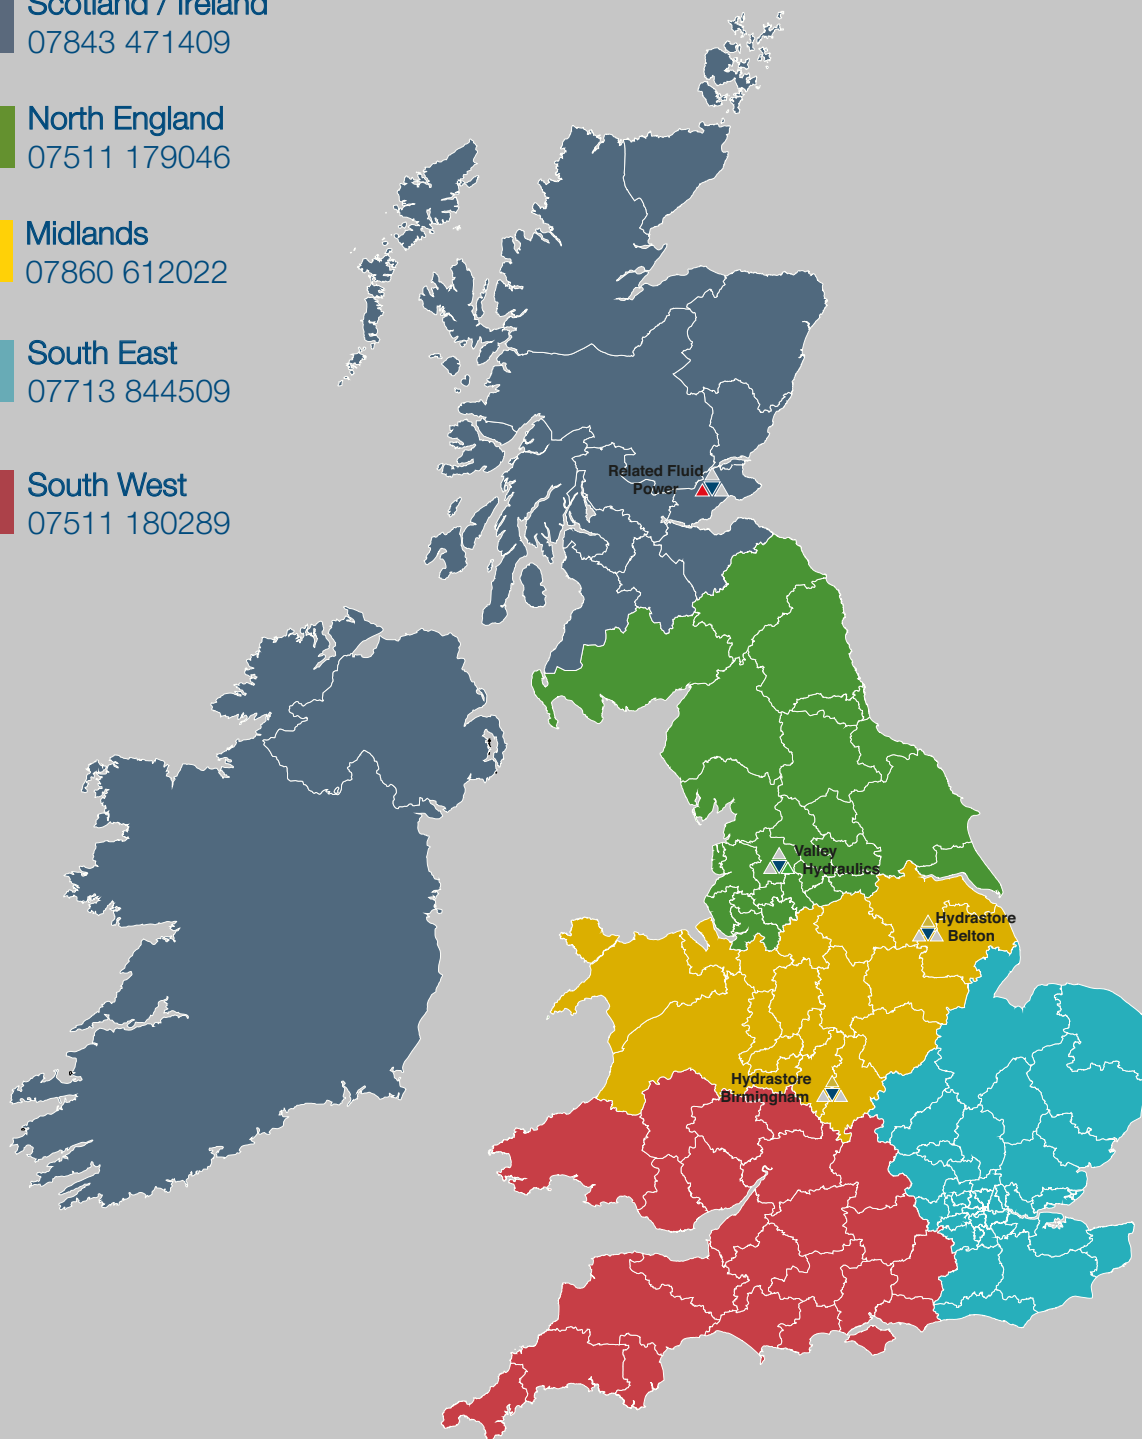 Scotland / Ireland
07843 471409
North England
07511 179046
Midlands
07860 612022
South East
07713 844509
South West
07511 180289
Related Fluid
Power
Valley
Hydraulics
Hydrastore
Belton
Hydrastore
Birmingham